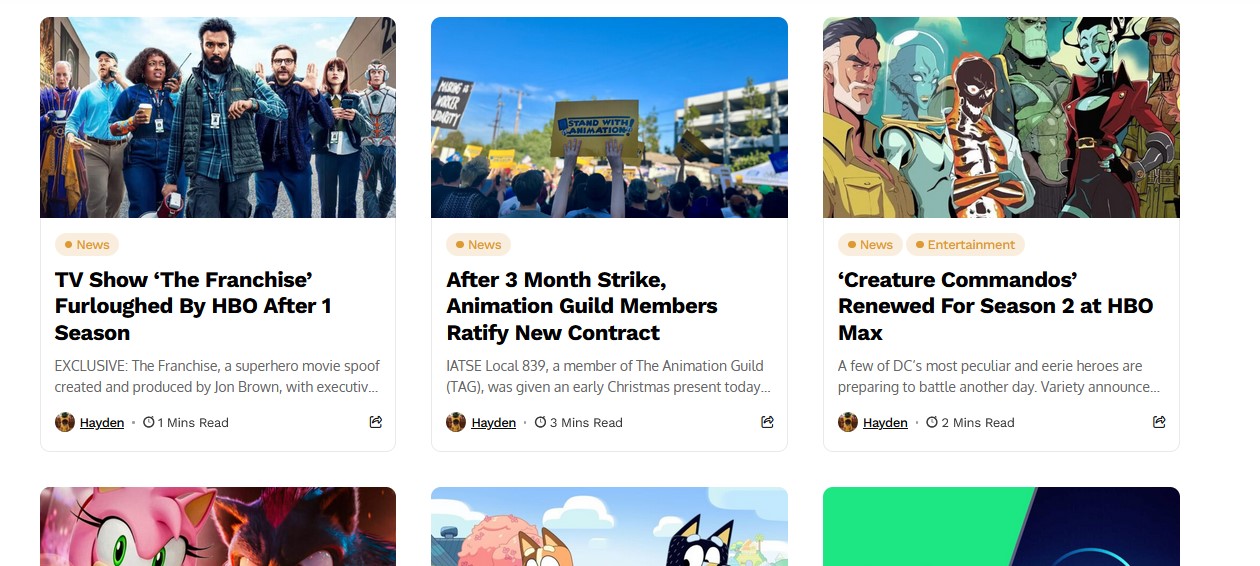 MAKING IS
WORKER
SOLIDARITY
STAND WITH
ANIMATION!
News
News
News
Entertainment
TV Show ‘The Franchise’
Furloughed By HBO After 1
Season
After 3 Month Strike,
Animation Guild Members
Ratify New Contract
‘Creature Commandos’
Renewed For Season 2 at HBO
Max
EXCLUSIVE: The Franchise, a superhero movie spoof
created and produced by Jon Brown, with executiv...
IATSE Local 839, a member of The Animation Guild
(TAG), was given an early Christmas present today...
A few of DC’s most peculiar and eerie heroes are
preparing to battle another day. Variety announce...
Hayden • 1 Mins Read
Hayden • 3 Mins Read
Hayden • 2 Mins Read